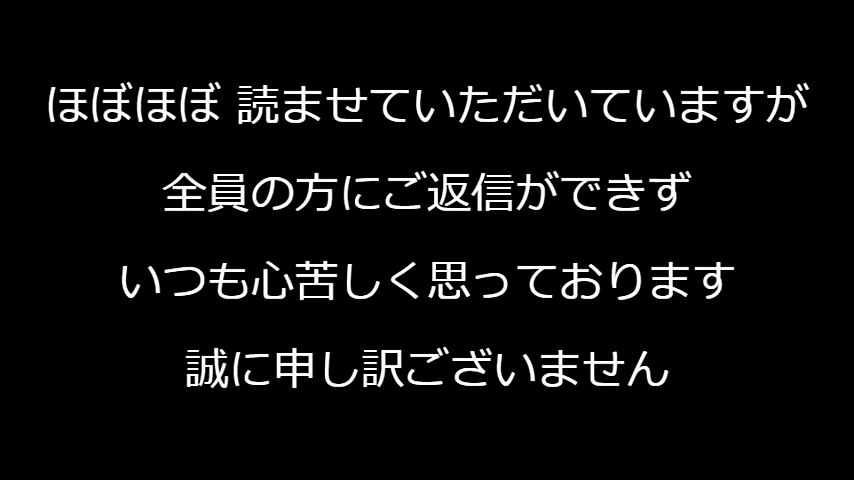 ほぼほぼ 読ませていただいていますが
全員の方にご返信ができず
いつも心苦しく思っております
誠に申し訳ございません